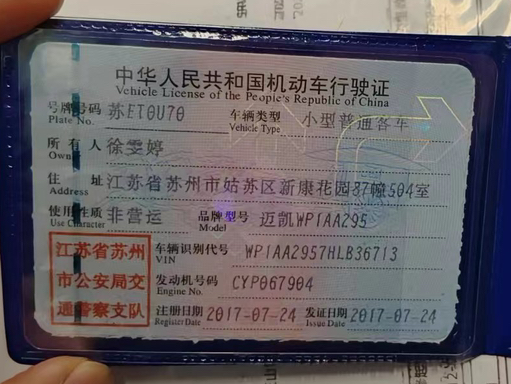 中华人民共和国机动车行驶证
Vehicle License of the People's Republic of China
号牌号码 苏ET0U70 车辆类型 小型普通客车
Plate No. Vehicle Type
所有人 徐雯婷
Owner
住址 江苏省苏州市姑苏区新康花园87幢504室
Address
使用性质 非营运 品牌型号 迈凯WP1AA295
Use Character Model
江苏省苏州
市公安局交
通警察支队
车辆识别代号 WP1AA2957HLB36713
VIN
发动机号码 CYP067904
Engine No.
注册日期 2017-07-24 发证日期 2017-07-24
Register Date Issue Date